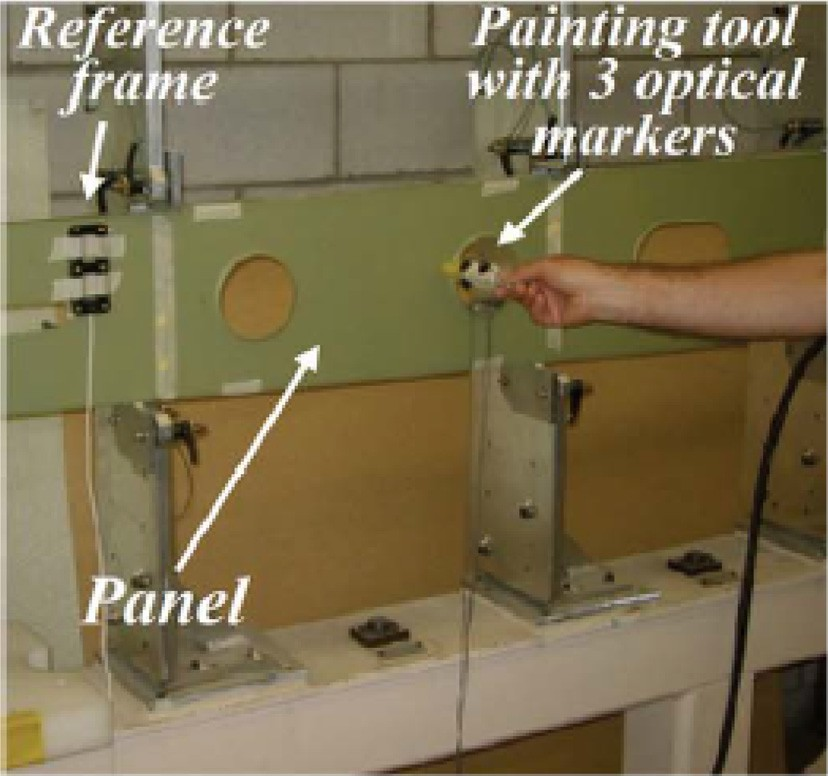 Reference
frame
Painting tool
with 3 optical
markers
Panel